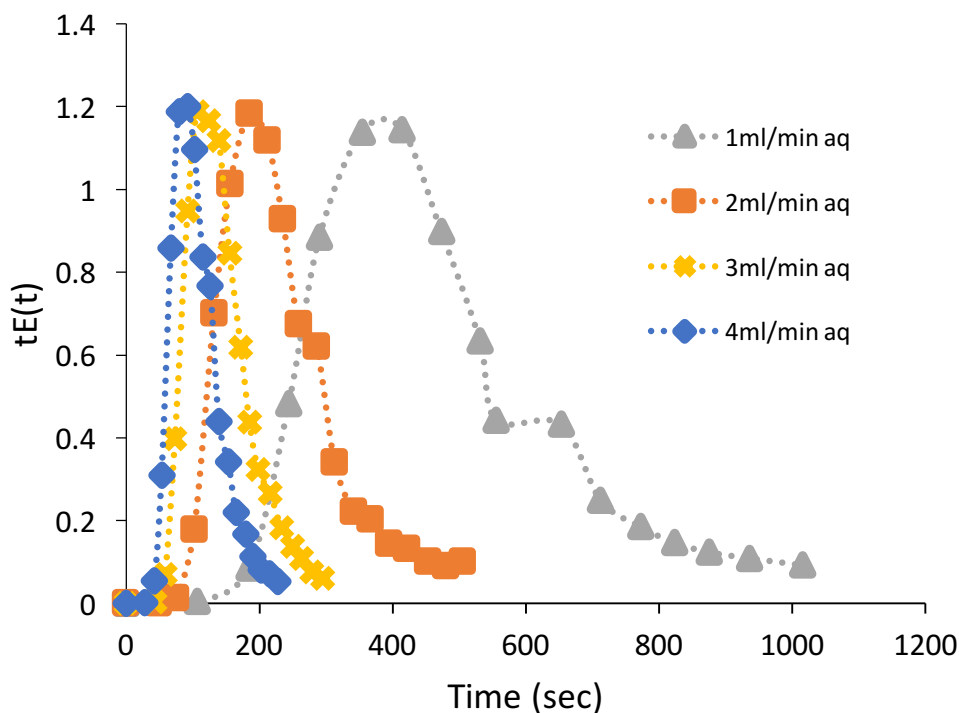 1.4
1.2
1
0.8
0.6
0.4
0.2
0
tE(t)
1ml/min aq
2ml/min aq
3ml/min aq
4ml/min aq
0 200 400 600 800 1000 1200
Time (sec)